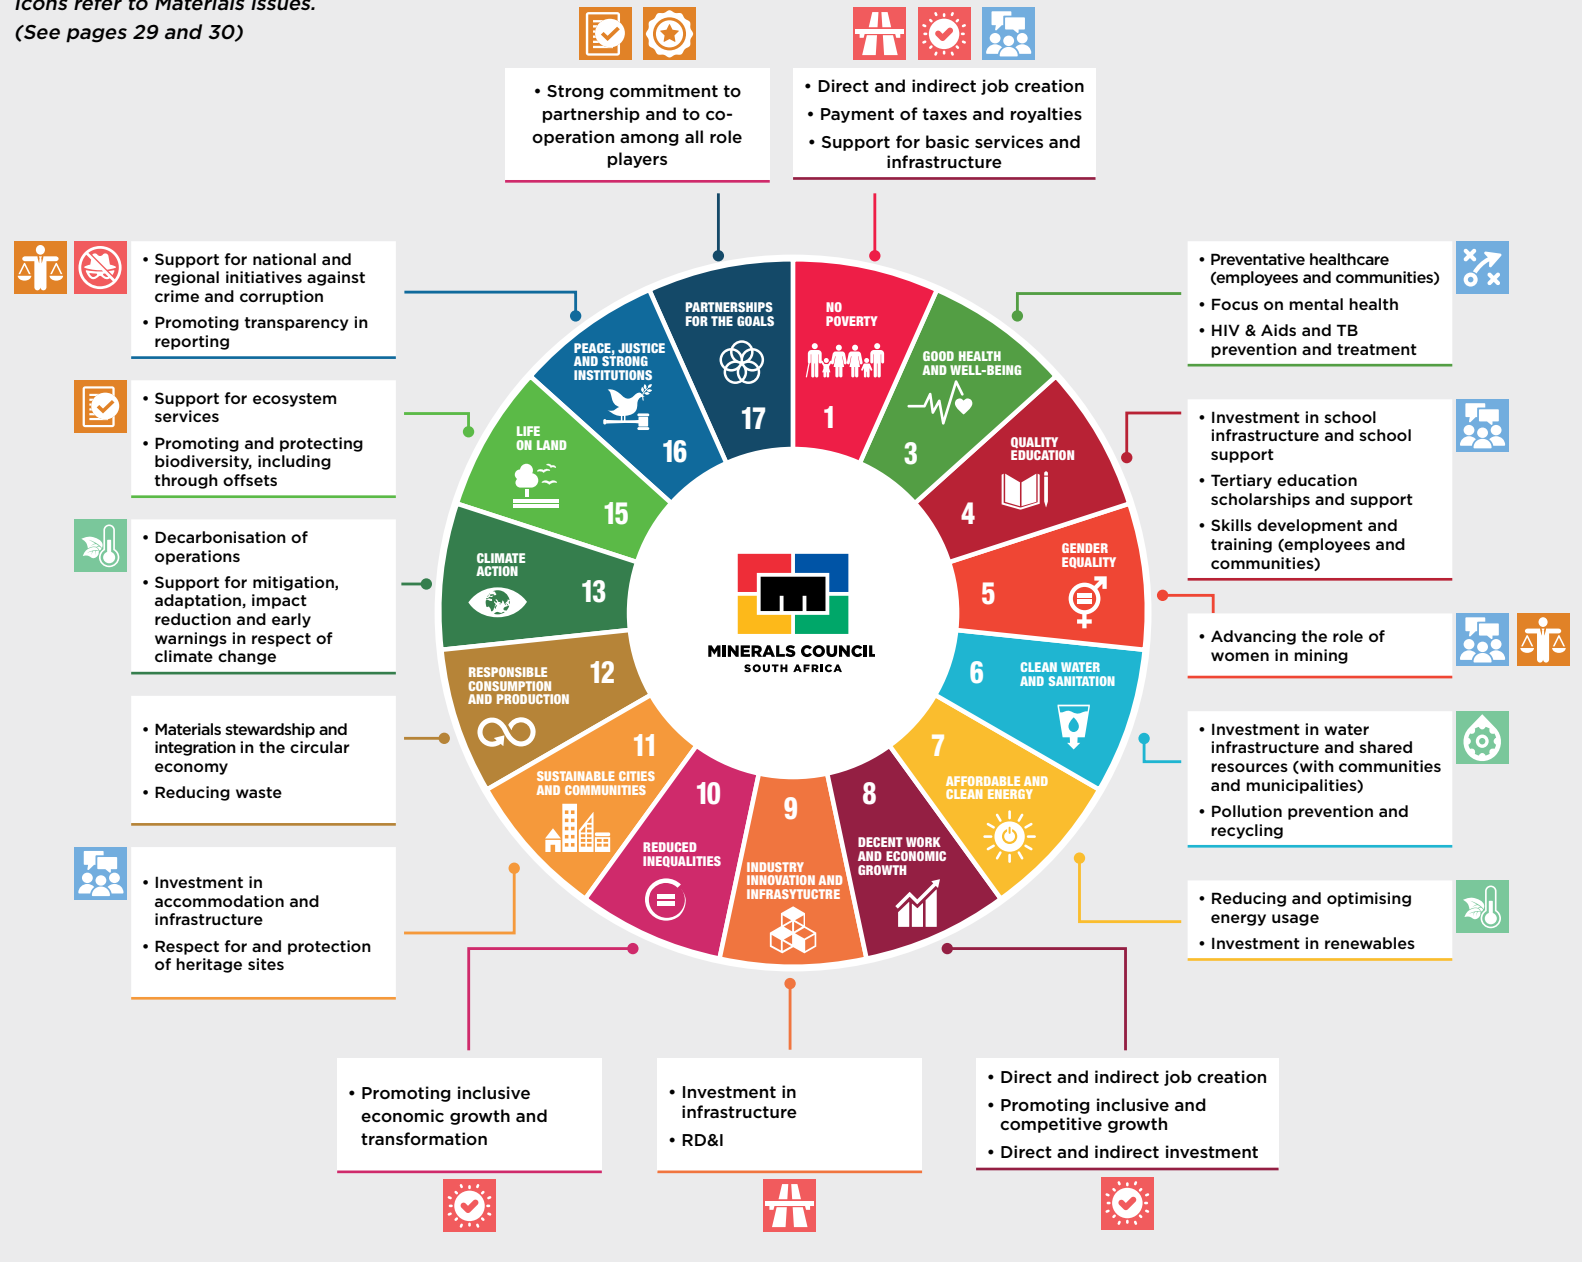 Icons refer to Materials issues.
(See pages 29 and 30)
• Strong commitment to
partnership and to co-
operation among all role
players
• Direct and indirect job creation
• Payment of taxes and royalties
• Support for basic services and
infrastructure
• Support for national and
regional initiatives against
crime and corruption
• Promoting transparency in
reporting
• Support for ecosystem
services
• Promoting and protecting
biodiversity, including
through offsets
• Decarbonisation of
operations
• Support for mitigation,
adaptation, impact
reduction and early
warnings in respect of
climate change
• Materials stewardship and
integration in the circular
economy
• Reducing waste
• Investment in
accommodation and
infrastructure
• Respect for and protection
of heritage sites
PARTNERSHIPS
FOR THE GOALS
17
NO
POVERTY
1
GOOD HEALTH
AND WELL-BEING
3
QUALITY
EDUCATION
4
GENDER
EQUALITY
5
CLEAN WATER
AND SANITATION
6
AFFORDABLE AND
CLEAN ENERGY
7
DECENT WORK
AND ECONOMIC
GROWTH
8
INDUSTRY
INNOVATION AND
INFRASYTUCTRE
9
REDUCED
INEQUALITIES
10
SUSTAINABLE CITIES
AND COMMUNITIES
11
RESPONSIBLE
CONSUMPTION
AND PRODUCTION
12
CLIMATE
ACTION
13
LIFE
ON LAND
15
PEACE, JUSTICE
AND STRONG
INSTITUTIONS
16
MINERALS COUNCIL
SOUTH AFRICA
• Preventative healthcare
(employees and communities)
• Focus on mental health
• HIV & Aids and TB
prevention and treatment
• Investment in school
infrastructure and school
support
• Tertiary education
scholarships and support
• Skills development and
training (employees and
communities)
• Advancing the role of
women in mining
• Investment in water
infrastructure and shared
resources (with communities
and municipalities)
• Pollution prevention and
recycling
• Reducing and optimising
energy usage
• Investment in renewables
• Promoting inclusive
economic growth and
transformation
• Investment in
infrastructure
• RD&I
• Direct and indirect job creation
• Promoting inclusive and
competitive growth
• Direct and indirect investment